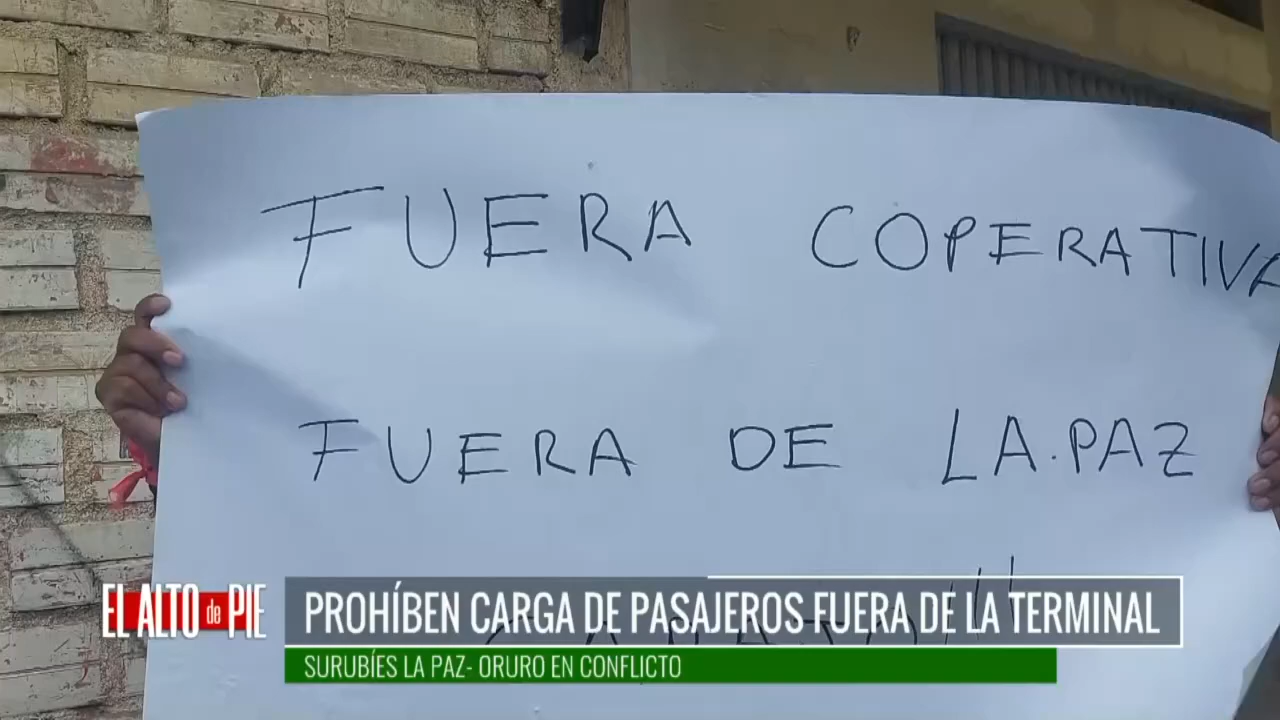 FUERA COPERATIVA
FUERA DE LA.PAZ
EL ALTO de PIE
PROHÍBEN CARGA DE PASAJEROS FUERA DE LA TERMINAL
SURUBÍES LA PAZ- ORURO EN CONFLICTO